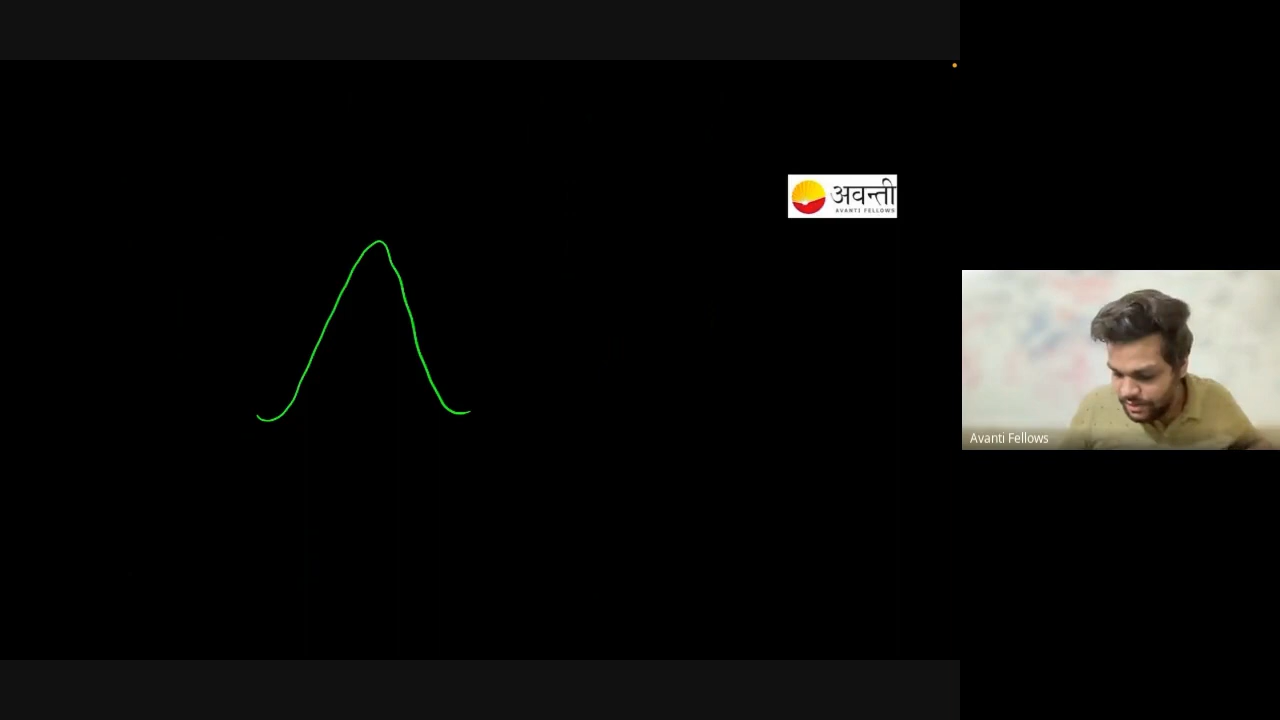 अवन्ती
AVANTI FELLOWS
Avanti Fellows